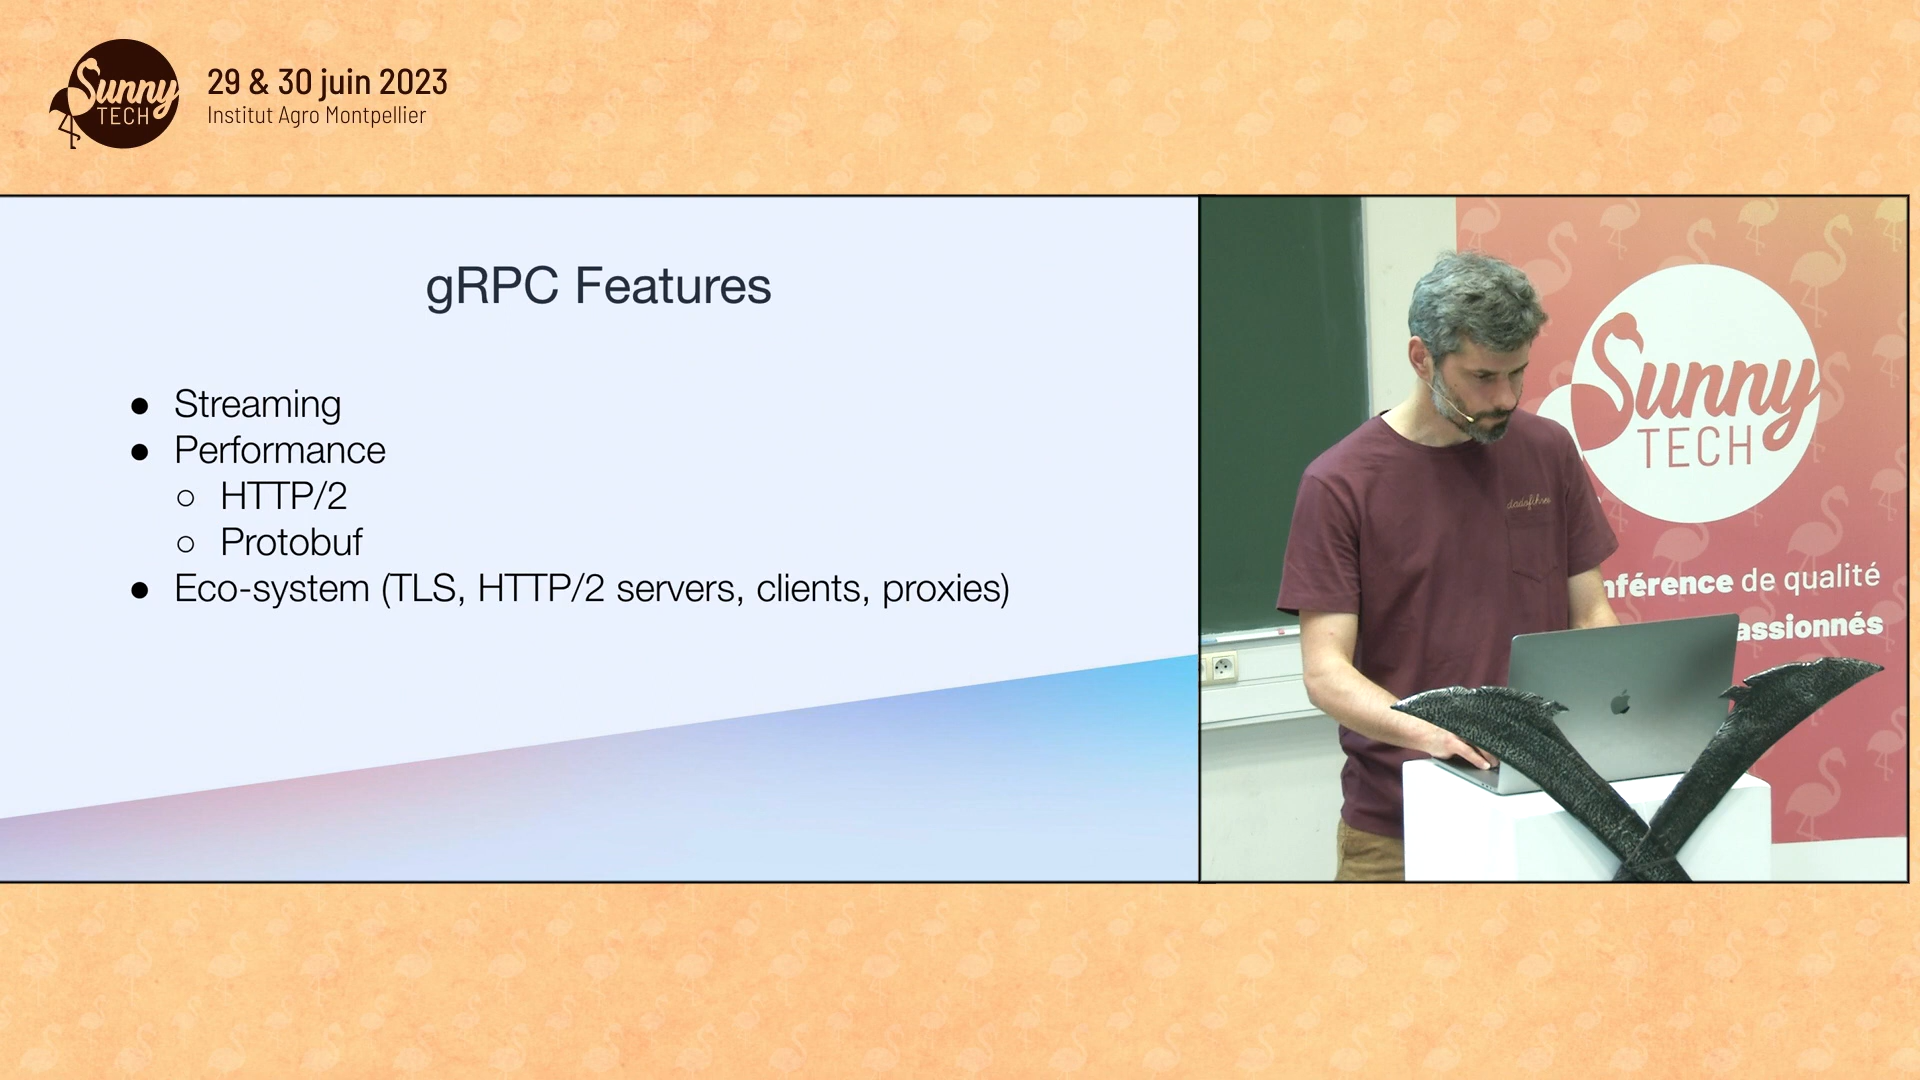 Sunny
TECH
29 & 30 juin 2023
Institut Agro Montpellier
gRPC Features
● Streaming
● Performance
○ HTTP/2
○ Protobuf
● Eco-system (TLS, HTTP/2 servers, clients, proxies)
Sunny
TECH
nférence de qualité
assionnés